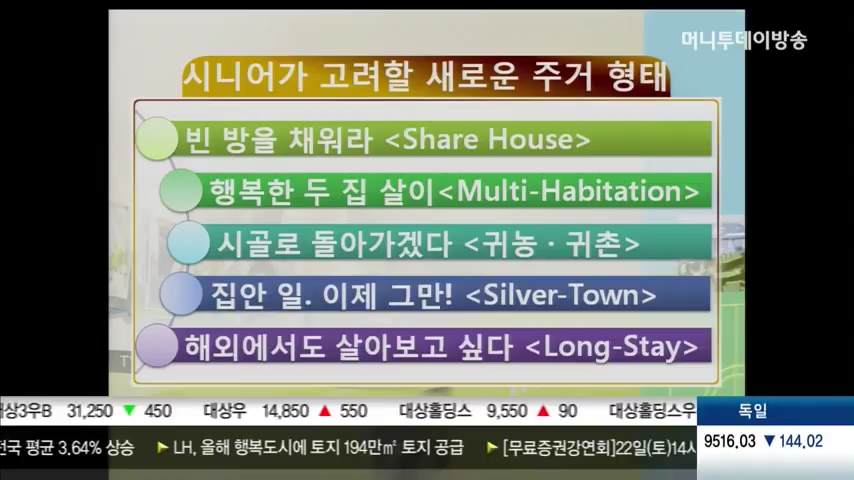 머니투데이방송
시니어가 고려할 새로운 주거 형태
빈 방을 채워라 <Share House>
행복한 두 집 살이<Multi-Habitation>
시골로 돌아가겠다 <귀농 · 귀촌>
집안 일. 이제 그만! <Silver-Town>
해외에서도 살아보고 싶다 <Long-Stay>
대상3우B 31,250 ▼ 450 대상우 14,850 ▲ 550 대상홀딩스 9,550 ▲ 90 대상홀딩스우
독일
9516.03 ▼144.02
전국 평균 3.64% 상승 ▶ LH, 올해 행복도시에 토지 194만㎡ 토지 공급 ▶ [무료증권강연회]22일(토)14시